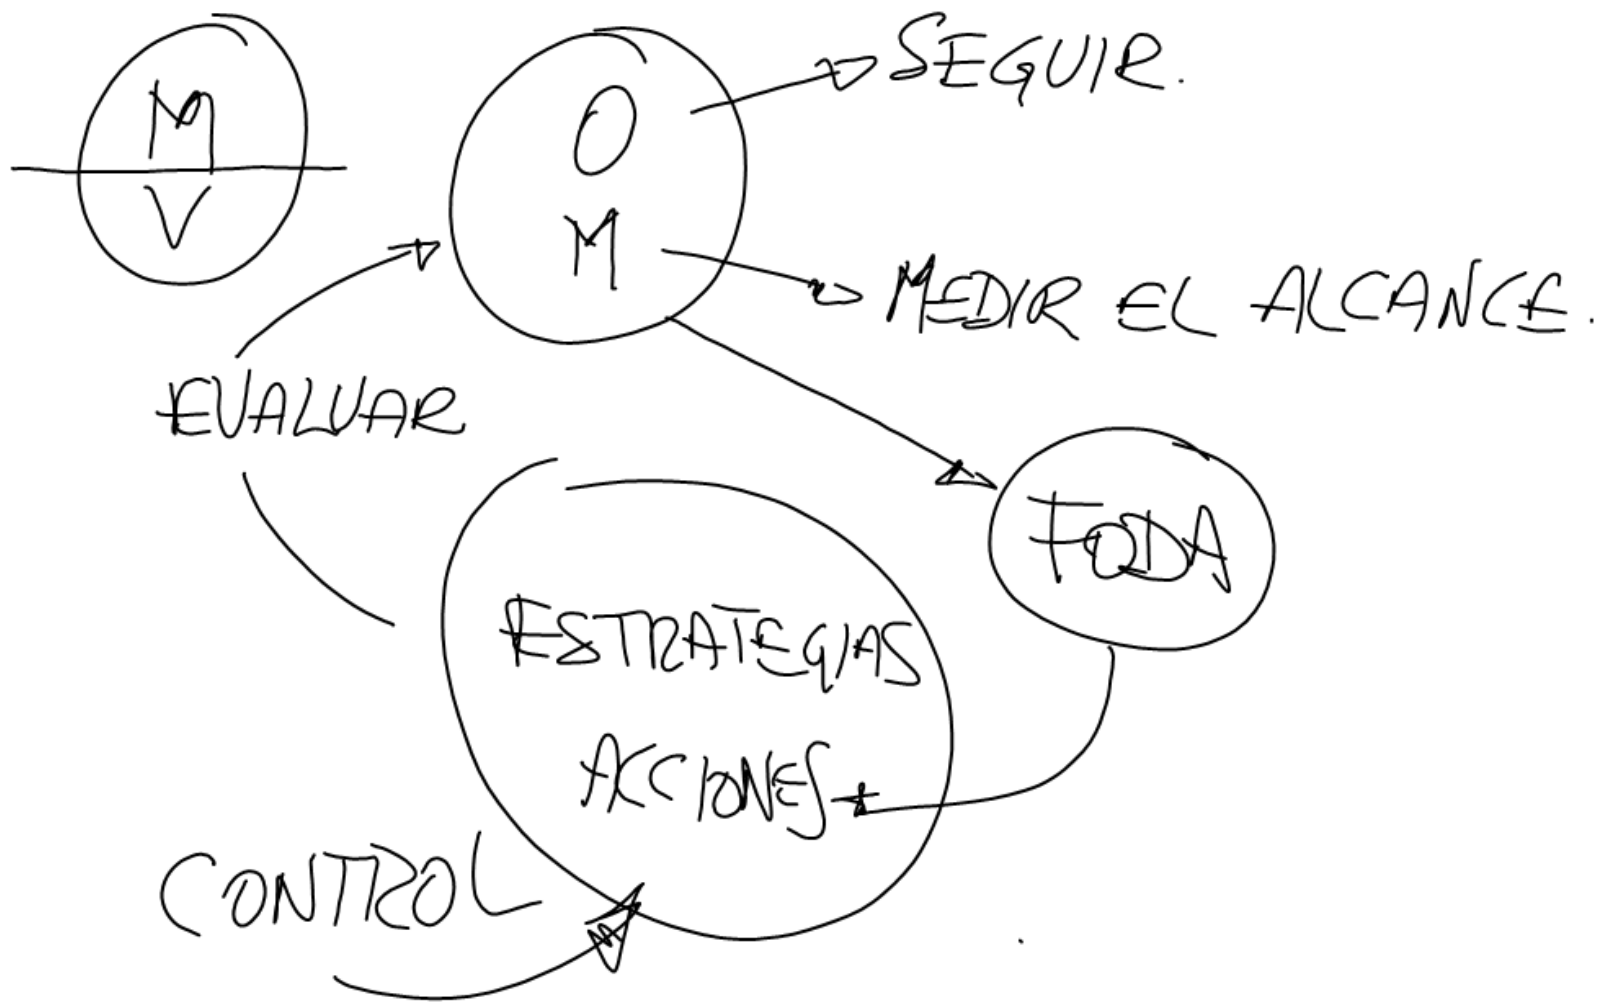 M
V
O
M
SEGUIR.
MEDIR EL ALCANCE.
EVALUAR
FODA
ESTRATEGIAS
ACCIONES
CONTROL